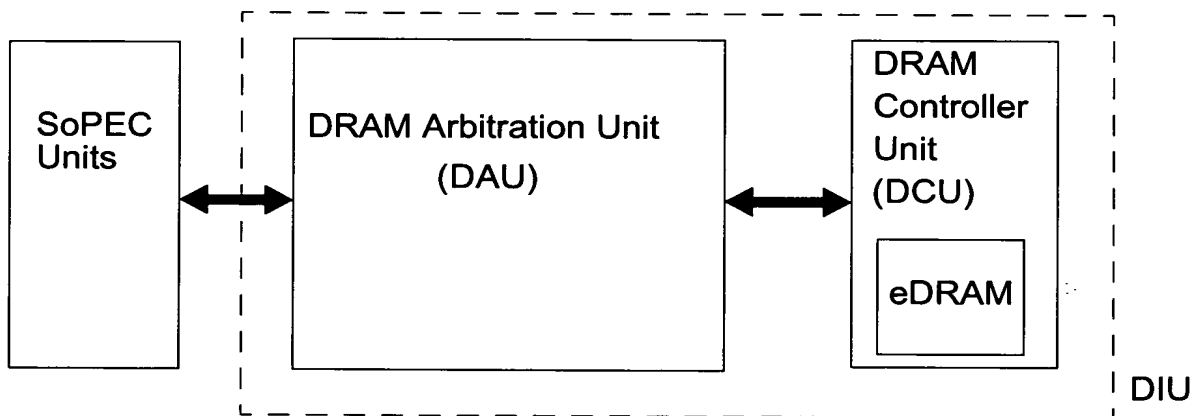 SoPEC
Units
DRAM Arbitration Unit
(DAU)
DRAM
Controller
Unit
(DCU)
eDRAM
DIU